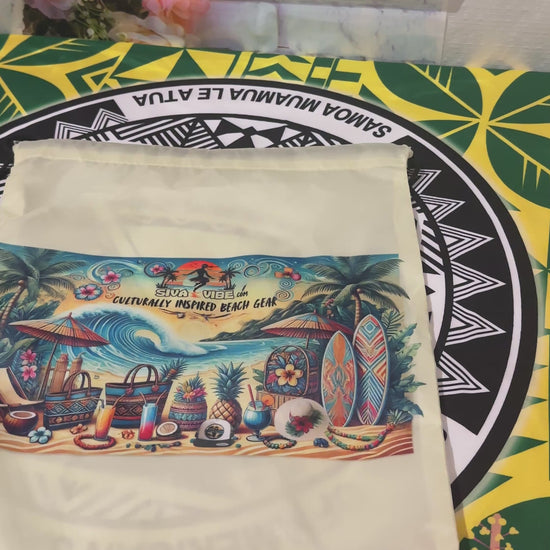 SAMOA MUAMUA LE ATUA
SIVA & VIBE.com
CULTURALLY INSPIRED BEACH GEAR